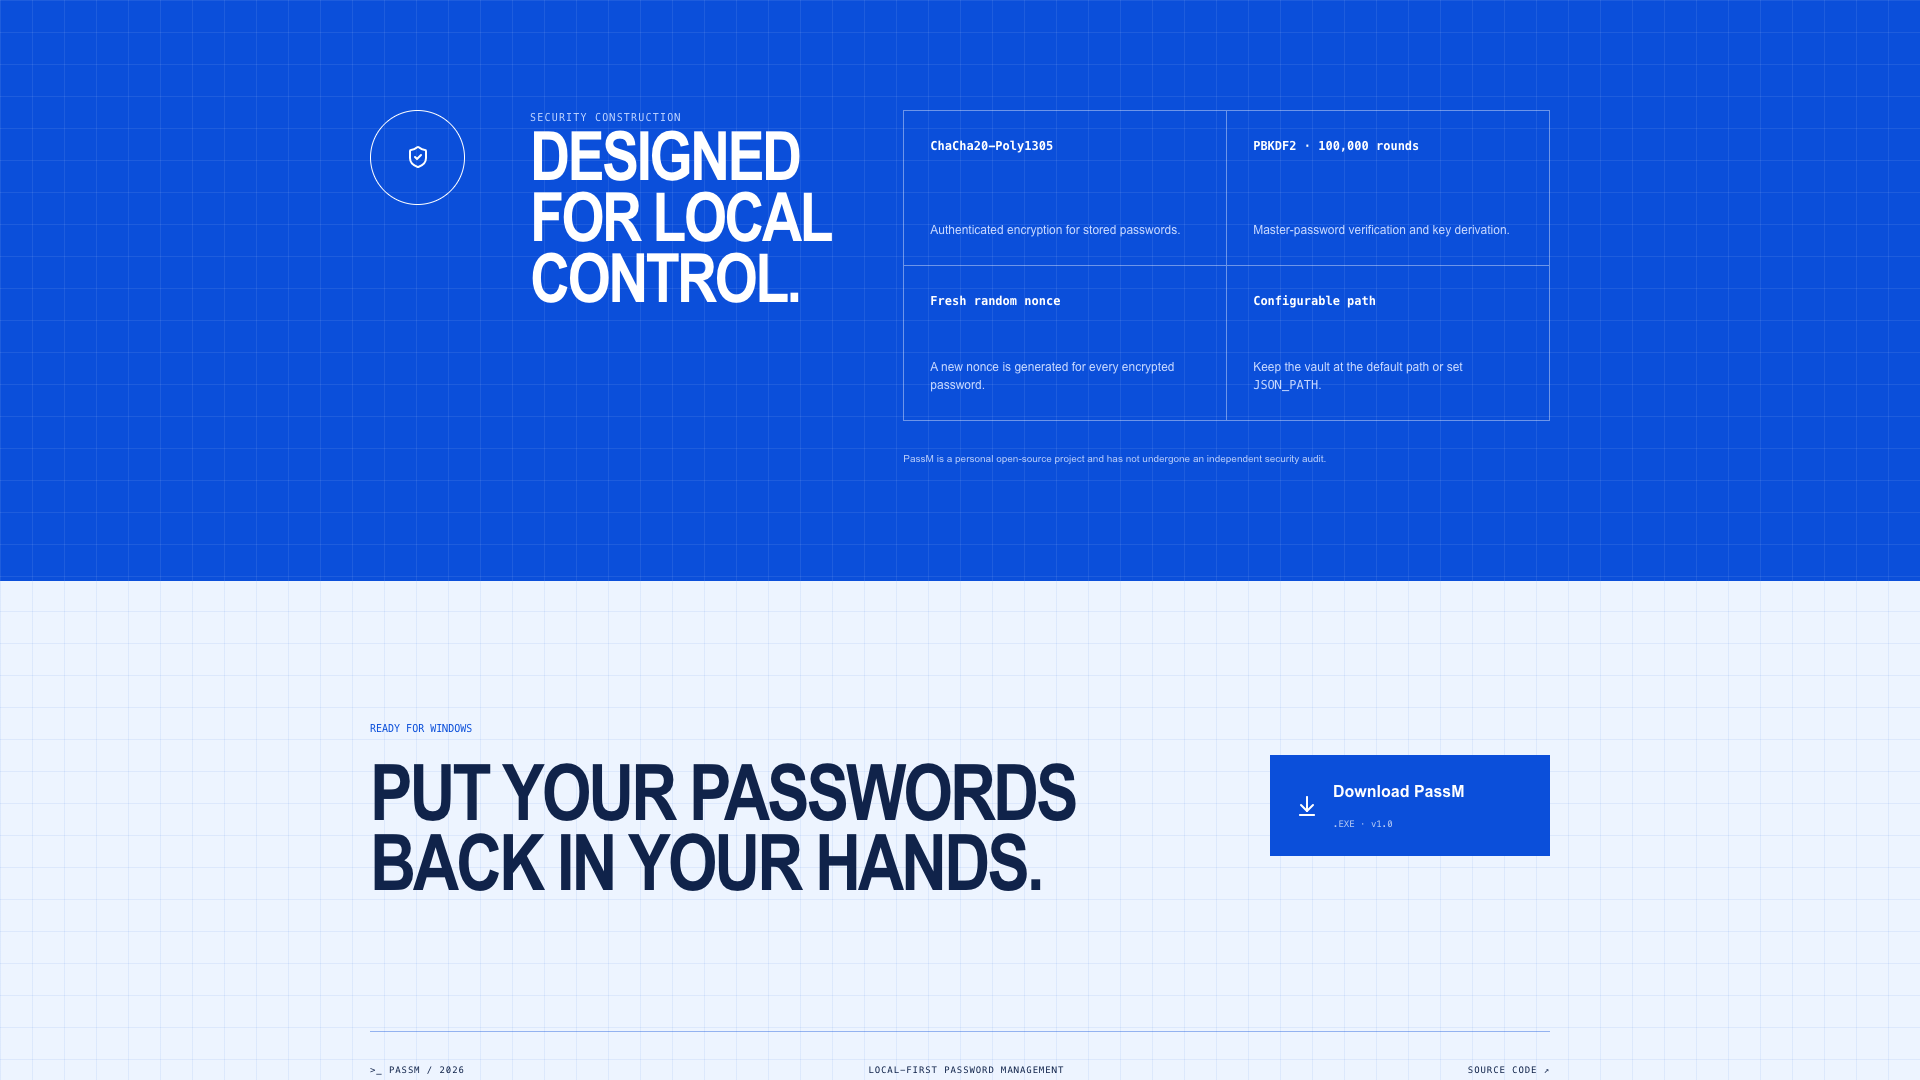 SECURITY CONSTRUCTION
DESIGNED
FOR LOCAL
CONTROL.
ChaCha20-Poly1305
Authenticated encryption for stored passwords.
PBKDF2 · 100,000 rounds
Master-password verification and key derivation.
Fresh random nonce
A new nonce is generated for every encrypted
password.
Configurable path
Keep the vault at the default path or set
JSON_PATH.
PassM is a personal open-source project and has not undergone an independent security audit.
READY FOR WINDOWS
PUT YOUR PASSWORDS
BACK IN YOUR HANDS.
Download PassM
.EXE · v1.0
>_ PASSM / 2026
LOCAL-FIRST PASSWORD MANAGEMENT
SOURCE CODE ↗